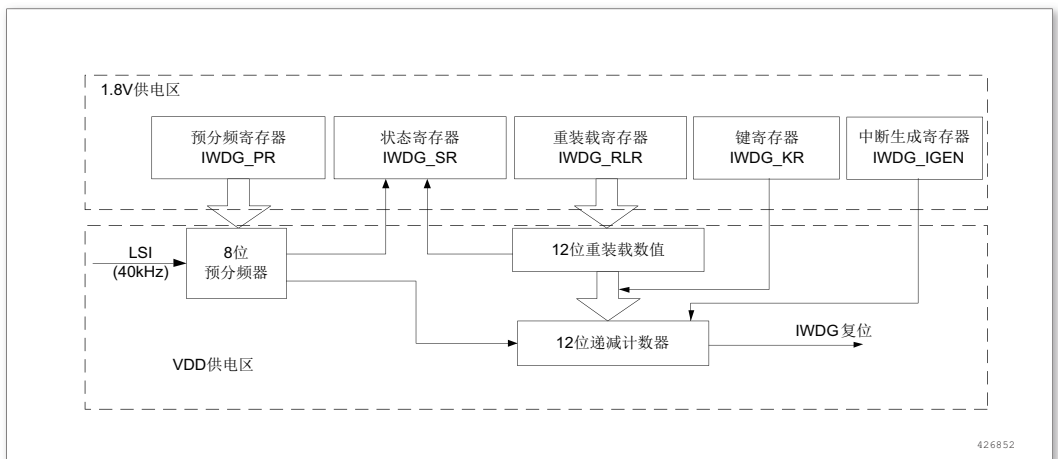 1.8V供电区
预分频寄存器
IWDG_PR
状态寄存器
IWDG_SR
重装载寄存器
IWDG_RLR
键寄存器
IWDG_KR
中断生成寄存器
IWDG_IGEN
LSI
(40kHz)
8位
预分频器
12位重装载数值
12位递减计数器
IWDG复位
VDD供电区
426852